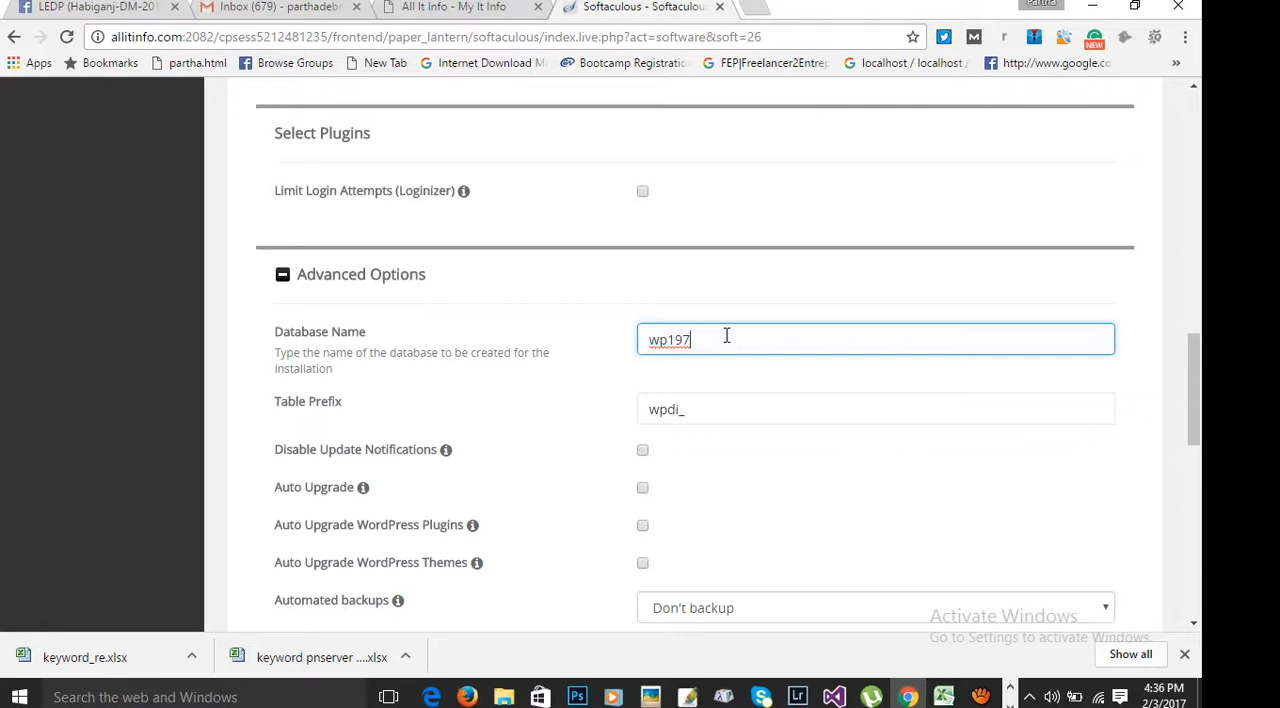 LEDP (Habiganj-DM-201
Inbox (679) - parthadebi
All It Info - My It Info
Softaculous - Softaculou
Partha
allitinfo.com:2082/cpsess5212481235/frontend/paper_lantern/softaculous/index.live.php?act=software&soft=26
NEW
Apps
Bookmarks
partha.html
Browse Groups
New Tab
Internet Download M
Bootcamp Registratio
FEP|Freelancer2Entrep
localhost / localhost /
http://www.google.co
»
Select Plugins
Limit Login Attempts (Loginizer)
Advanced Options
Database Name
wp197
Type the name of the database to be created for the
installation
Table Prefix
wpdi_
Disable Update Notifications
Auto Upgrade
Auto Upgrade WordPress Plugins
Auto Upgrade WordPress Themes
Automated backups
Don't backup
Activate Windows
Go to Settings to activate Windows.
keyword_re.xlsx
keyword pnserver ....xlsx
Show all
Search the web and Windows
4:36 PM
2/3/2017